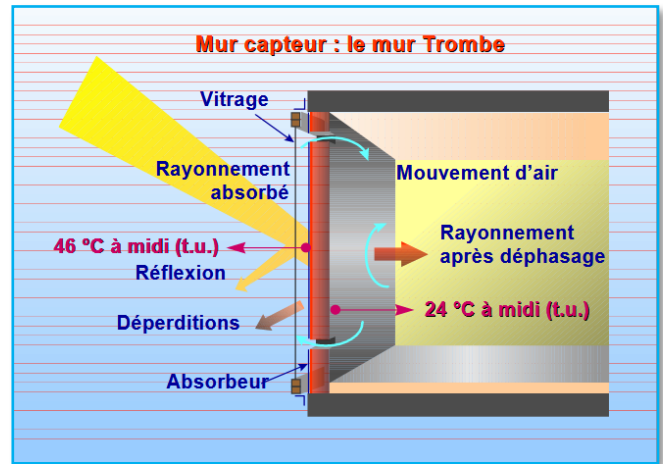 Mur capteur : le mur Trombe
Vitrage
Rayonnement
absorbé
Mouvement d'air
46 °C à midi (t.u.)
Réflexion
Rayonnement
après déphasage
Déperditions
24 °C à midi (t.u.)
Absorbeur